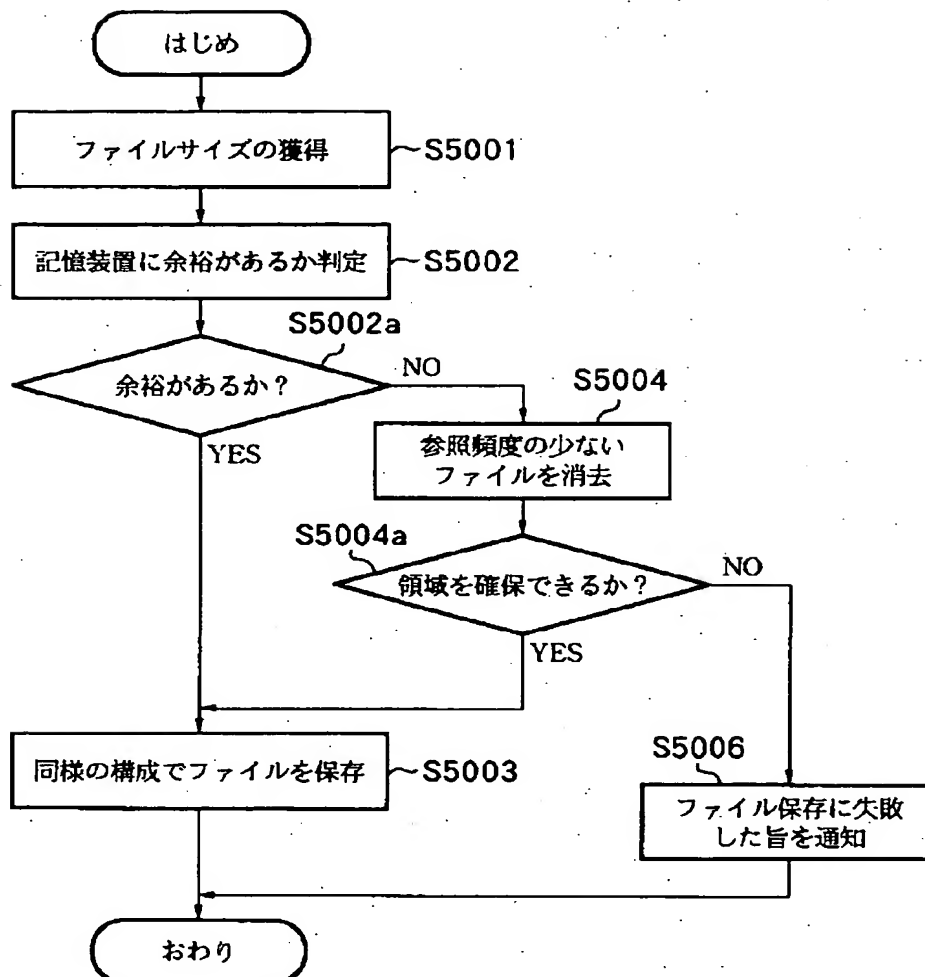 はじめ
ファイルサイズの獲得
S5001
記憶装置に余裕があるか判定
S5002
S5002a
余裕があるか？
NO
YES
S5004
参照頻度の少ない
ファイルを消去
S5004a
領域を確保できるか？
NO
YES
同様の構成でファイルを保存
S5003
S5006
ファイル保存に失敗
した旨を通知
おわり